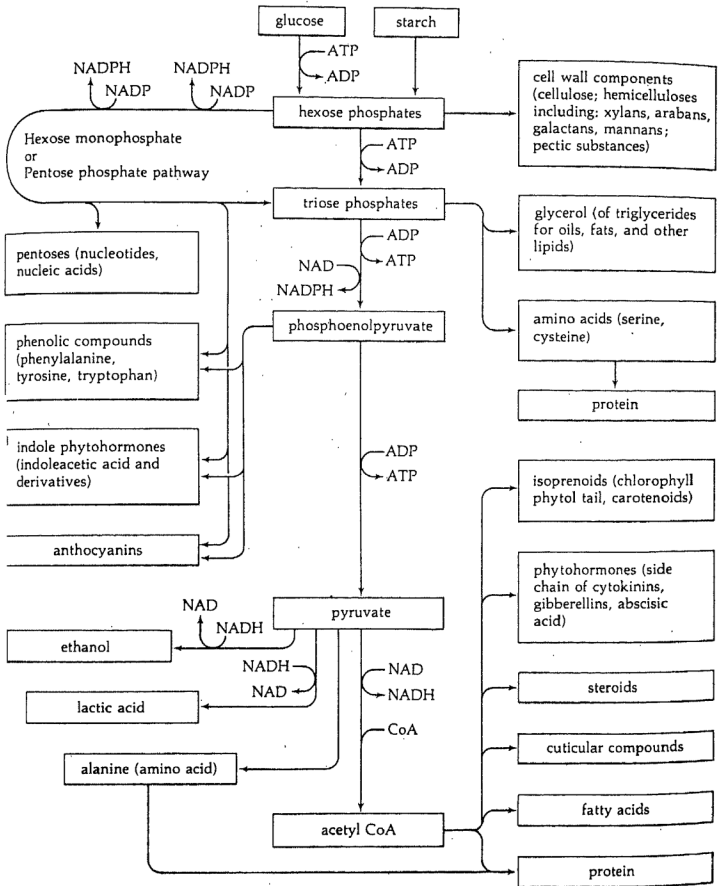 glucose
starch
ATP
ADP
NADPH
NADP
NADPH
NADP
hexose phosphates
cell wall components
(cellulose; hemicelluloses
including: xylans, arabans,
galactans, mannans;
pectic substances)
Hexose monophosphate
or
Pentose phosphate pathway
ATP
ADP
triose phosphates
glycerol (of triglycerides
for oils, fats, and other
lipids)
pentoses (nucleotides,
nucleic acids)
ADP
ATP
NAD
NADPH
phosphoenolpyruvate
amino acids (serine,
cysteine)
phenolic compounds
(phenylalanine,
tyrosine, tryptophan)
protein
indole phytohormones
(indoleacetic acid and
derivatives)
ADP
ATP
isoprenoids (chlorophyll
phytol tail, carotenoids)
anthocyanins
phytohormones (side
chain of cytokinins,
gibberellins, abscisic
acid)
pyruvate
NAD
NADH
ethanol
NADH
NAD
NAD
NADH
steroids
lactic acid
CoA
cuticular compounds
alanine (amino acid)
fatty acids
acetyl CoA
protein